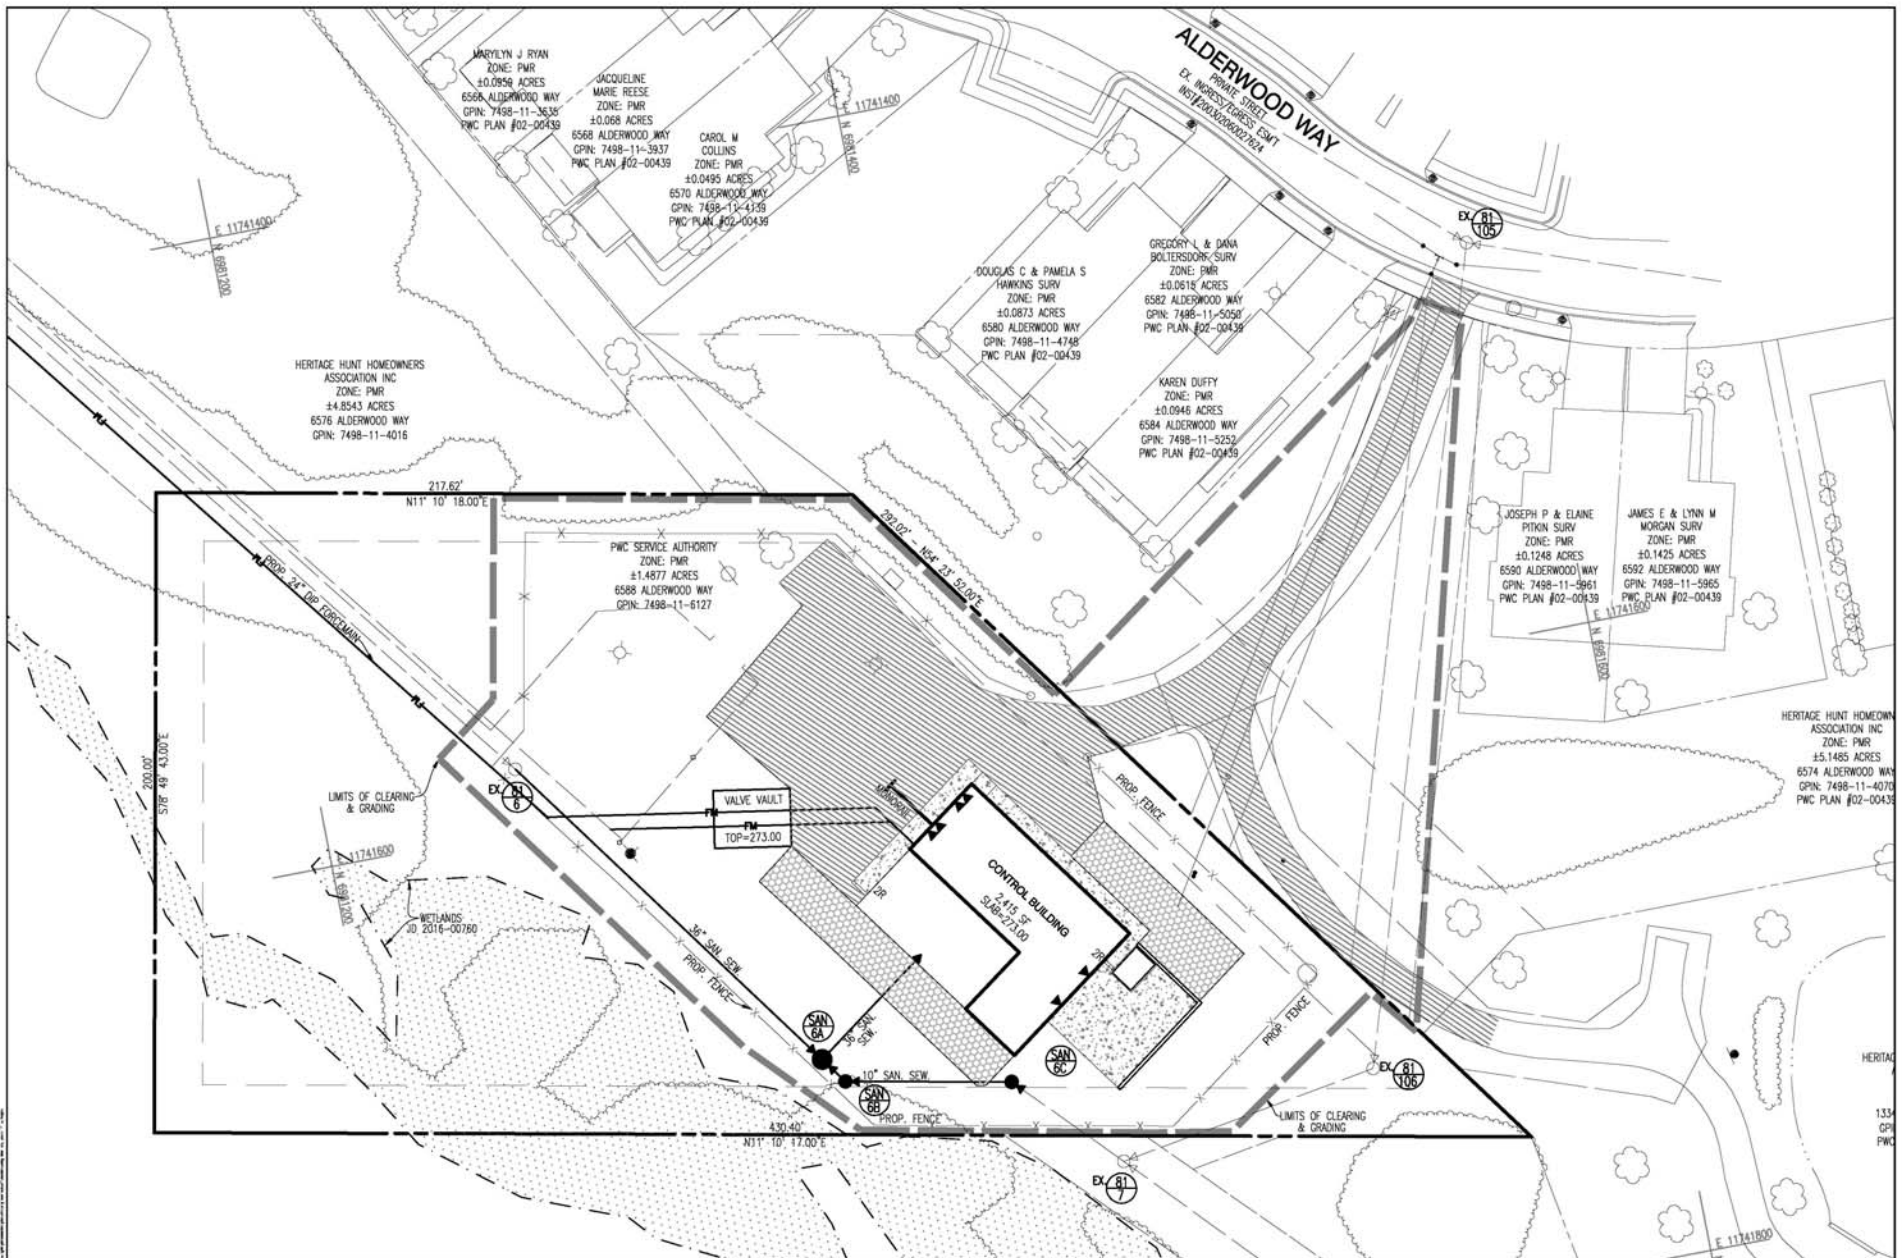 MARYILYN J RYAN
ZONE: PMR
±0.0959 ACRES
6566 ALDERWOOD WAY
GPIN: 7498-11-3635
PWC PLAN #02-00439
JACQUELINE
MARIE REESE
ZONE: PMR
±0.068 ACRES
6568 ALDERWOOD WAY
GPIN: 7498-11-3937
PWC PLAN #02-00439
CAROL M
COLLINS
ZONE: PMR
±0.0495 ACRES
6570 ALDERWOOD WAY
GPIN: 7498-11-4139
PWC PLAN #02-00439
E 11741400
N 6981400
ALDERWOOD WAY
PRIVATE STREET
EX. INGRESS/EGRESS ESM'T
INST#200302060027624
EX. 81
105
E 11741400
N 6981200
DOUGLAS C & PAMELA S
HAWKINS SURV
ZONE: PMR
±0.0873 ACRES
6580 ALDERWOOD WAY
GPIN: 7498-11-4748
PWC PLAN #02-00439
GREGORY L & DANA
BOLTERSDORF SURV
ZONE: PMR
±0.0615 ACRES
6582 ALDERWOOD WAY
GPIN: 7498-11-5050
PWC PLAN #02-00439
HERITAGE HUNT HOMEOWNERS
ASSOCIATION INC
ZONE: PMR
±4.8543 ACRES
6576 ALDERWOOD WAY
GPIN: 7498-11-4016
KAREN DUFFY
ZONE: PMR
±0.0946 ACRES
6584 ALDERWOOD WAY
GPIN: 7498-11-5252
PWC PLAN #02-00439
217.62'
N11° 10' 18.00"E
292.02' - N54° 23' 52.00"E
PWC SERVICE AUTHORITY
ZONE: PMR
±1.4877 ACRES
6588 ALDERWOOD WAY
GPIN: 7498-11-6127
JOSEPH P & ELAINE
PITKIN SURV
ZONE: PMR
±0.1248 ACRES
6590 ALDERWOOD WAY
GPIN: 7498-11-5961
PWC PLAN #02-00439
JAMES E & LYNN M
MORGAN SURV
ZONE: PMR
±0.1425 ACRES
6592 ALDERWOOD WAY
GPIN: 7498-11-5965
PWC PLAN #02-00439
E 11741600
N 6981600
PROP. 24" DIP FORCEMAIN
HERITAGE HUNT HOMEOWN
ASSOCIATION INC
ZONE: PMR
±5.1485 ACRES
6574 ALDERWOOD WAY
GPIN: 7498-11-4070
PWC PLAN #02-00439
200.00'
S78° 49' 43.00"E
LIMITS OF CLEARING
& GRADING
EX. 81
6
VALVE VAULT
FM
FM
TOP=273.00
MONORAIL
PROP. FENCE
E 11741600
N 6981200
WETLANDS
JD 2016-00760
2R
CONTROL BUILDING
2,415 SF
SLAB=273.00
2R
36" SAN. SEW.
PROP. FENCE
SAN
6A
36" SAN.
SEW.
PROP. FENCE
SAN
6C
10" SAN. SEW.
SAN
6B
PROP. FENCE
EX. 81
106
LIMITS OF CLEARING
& GRADING
430.40'
N11° 10' 17.00"E
EX. 81
7
HERITAG
133
GPI
PWC
E 11741800